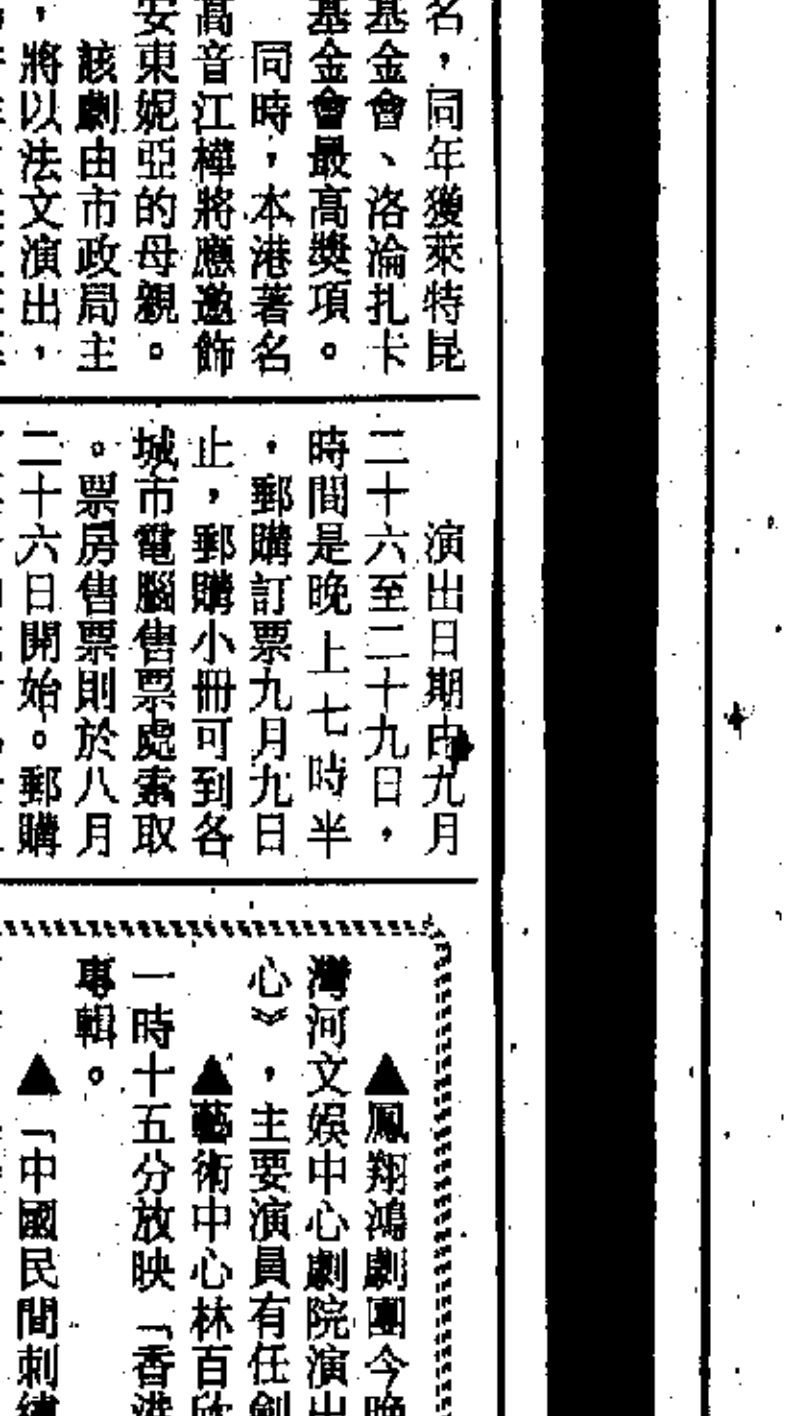 名，同年獲萊特昆
基金會、洛淪扎卡
基金會最高獎項。
同時，本港著名
高音江樺將應邀飾
安東妮亞的母親。
該劇由市政局主
，將以法文演出，
演出日期由九月
二十六至二十九日，
時間是晚上七時半
，郵購訂票九月九日
止，郵購小冊可到各
城市電腦售票處索取
。票房售票則於八月
二十六日開始。郵購
▲鳳翔鴻劇團今晚
灣河文娛中心劇院演出
心》，主要演員有任劍
▲藝術中心林百欣
一時十五分放映「香港
專輯。
▲「中國民間刺繡